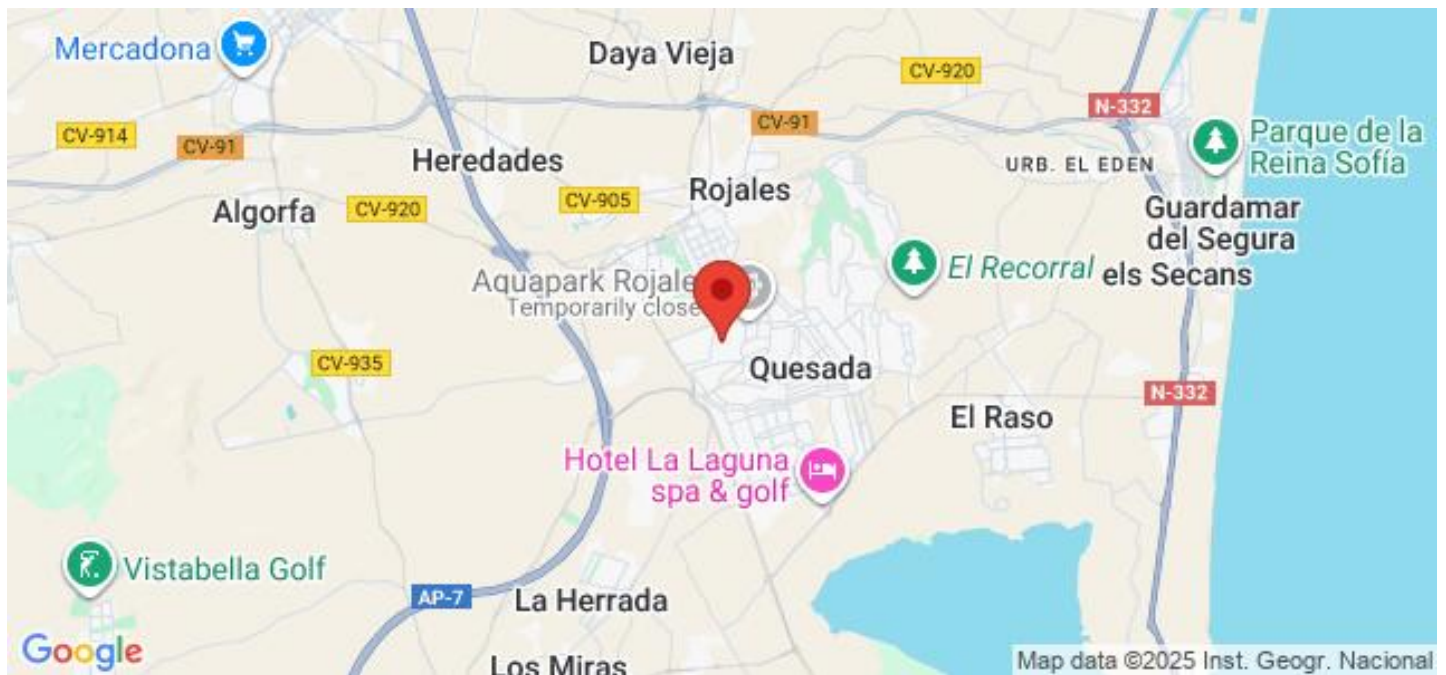 Mercadona
Daya Vieja
CV-920
N-332
CV-914
CV-91
CV-91
Parque de la
Reina Sofía
Heredades
URB. EL EDEN
Rojales
CV-905
Algorfa
CV-920
Guardamar
del Segura
El Recorral
els Secans
Aquapark Rojale
Temporarily close
CV-935
Quesada
N-332
El Raso
Hotel La Laguna
spa & golf
Vistabella Golf
AP-7
La Herrada
Google
Los Miras
Map data ©2025 Inst. Geogr. Nacional